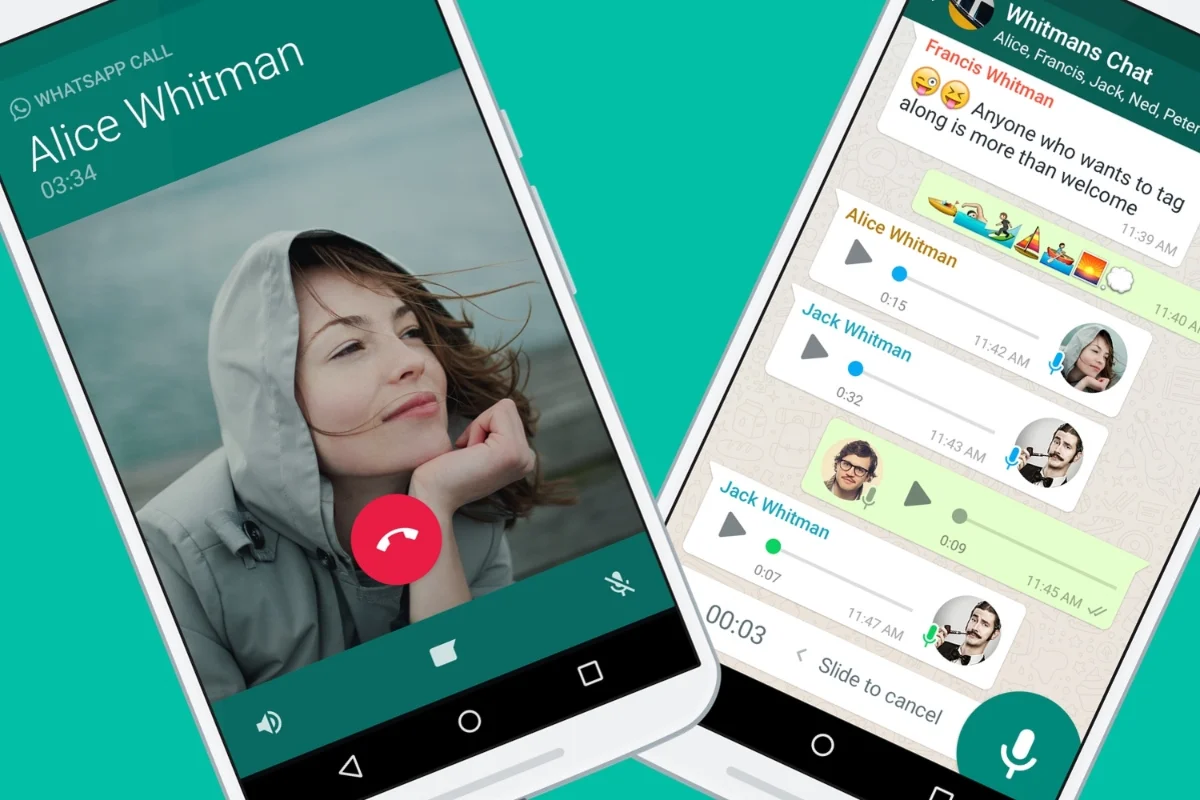 WHATSAPP CALL
Alice Whitman
03:34
Whitmans Chat
Alice, Francis, Jack, Ned, Peter
Francis Whitman
Anyone who wants to tag
along is more than welcome
11:39 AM
11:40 AM
Alice Whitman
0:15
11:42 AM
Jack Whitman
0:32
11:43 AM
0:09
11:45 AM
Jack Whitman
0:07
11:47 AM
00:03
< Slide to cancel